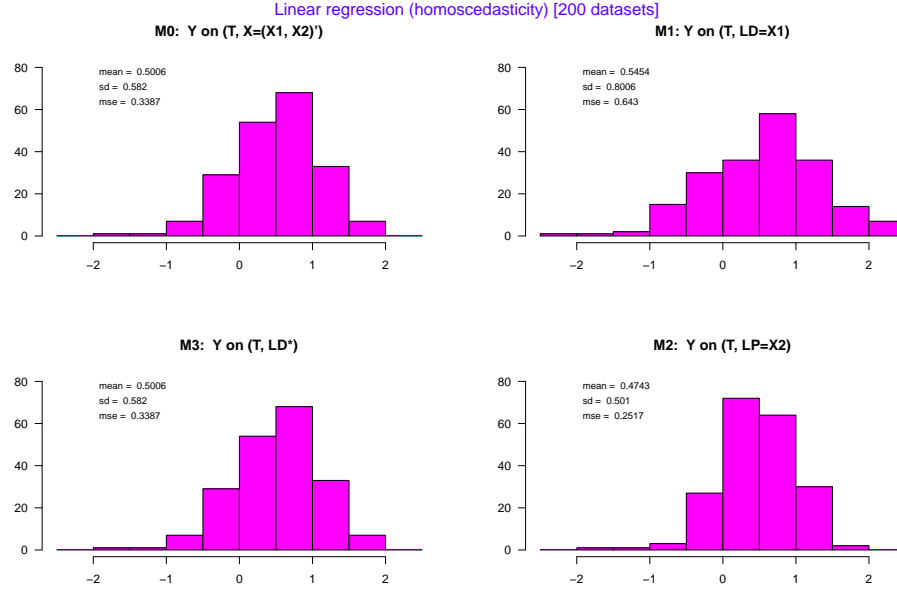 Linear regression (homoscedasticity) [200 datasets]
M0:  Y on (T, X=(X1, X2)')
mean =  0.5006
sd =  0.582
mse =  0.3387
80
60
40
20
0
−2 −1 0 1 2
M1: Y on (T, LD=X1)
mean =  0.5454
sd =  0.8006
mse =  0.643
80
60
40
20
0
−2 −1 0 1 2
M3:  Y on (T, LD*)
mean =  0.5006
sd =  0.582
mse =  0.3387
80
60
40
20
0
−2 −1 0 1 2
M2:  Y on (T, LP=X2)
mean =  0.4743
sd =  0.501
mse =  0.2517
80
60
40
20
0
−2 −1 0 1 2